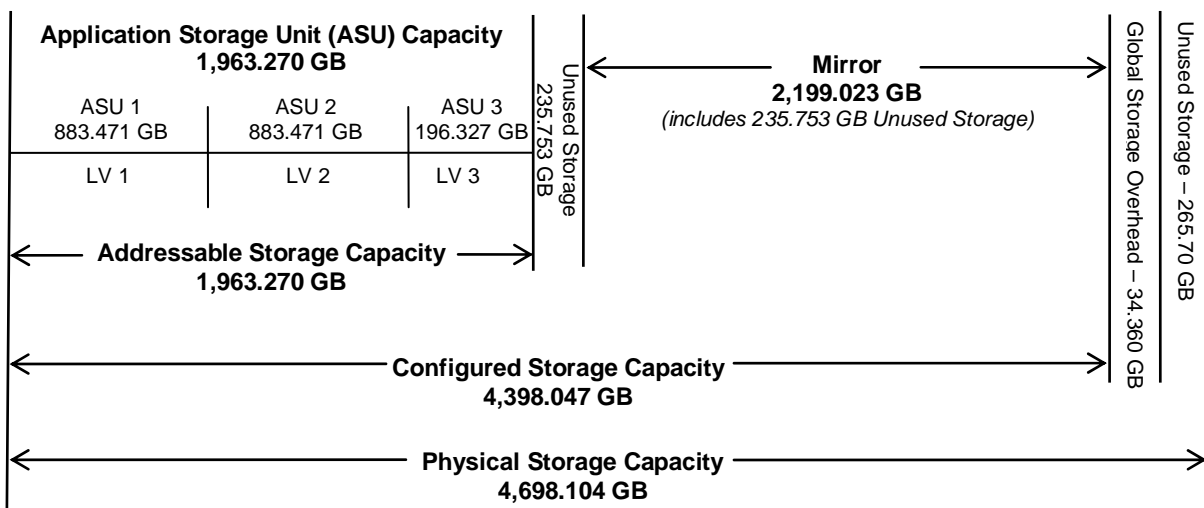 Application Storage Unit (ASU) Capacity
1,963.270 GB
ASU 1
883.471 GB
ASU 2
883.471 GB
ASU 3
196.327 GB
LV 1
LV 2
LV 3
Unused Storage
235.753 GB
Mirror
2,199.023 GB
(includes 235.753 GB Unused Storage)
Global Storage Overhead – 34.360 GB
Unused Storage – 265.70 GB
Addressable Storage Capacity
1,963.270 GB
Configured Storage Capacity
4,398.047 GB
Physical Storage Capacity
4,698.104 GB